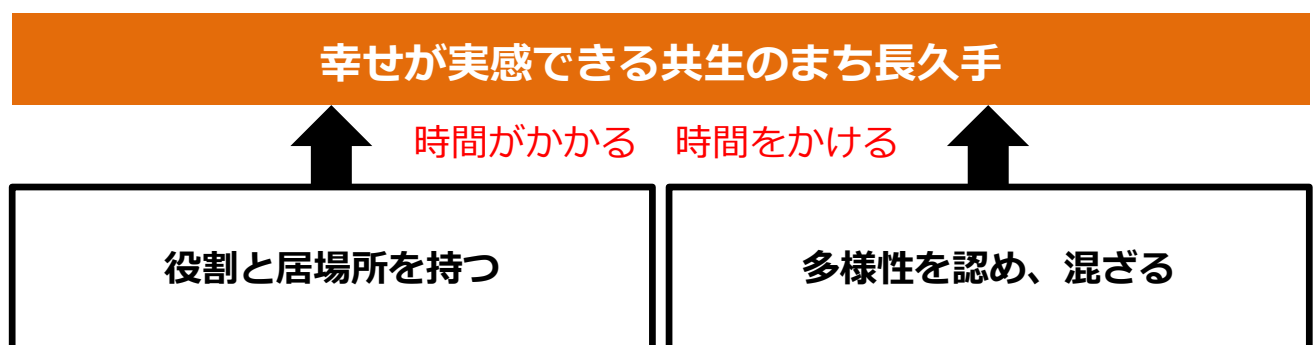 幸せが実感できる共生のまち長久手
時間がかかる　時間をかける
役割と居場所を持つ
多様性を認め、混ざる